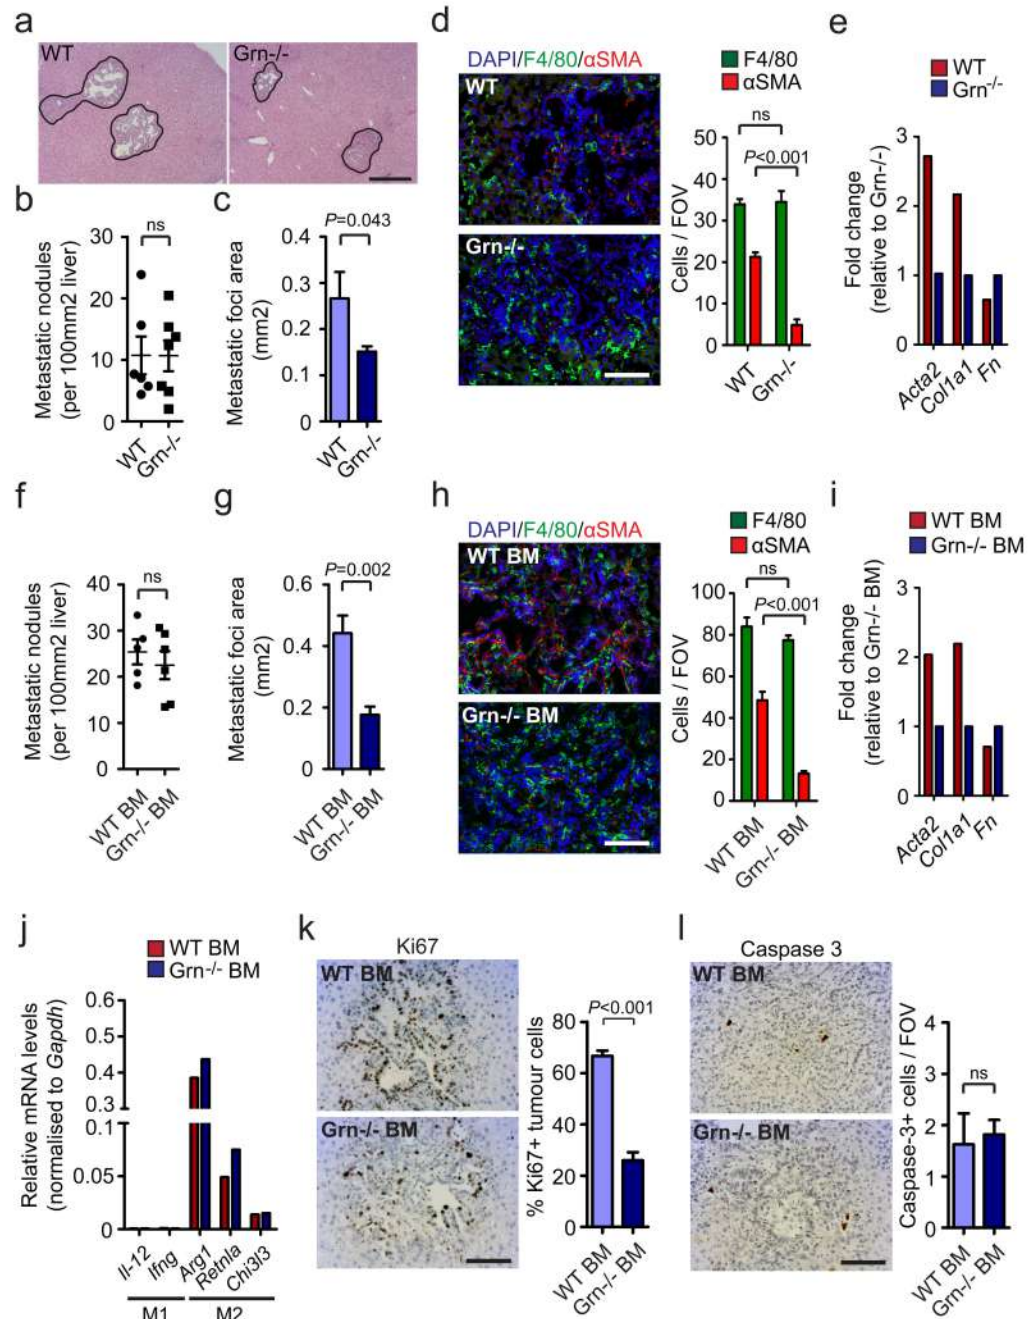 a
WT
Grn-/-
b
Metastatic nodules
(per 100mm2 liver)
30
20
10
0
ns
WT
Grn-/-
c
Metastatic foci area
(mm2)
0.4
0.3
0.2
0.1
0
P=0.043
WT
Grn-/-
d
DAPI/F4/80/αSMA
WT
Grn-/-
F4/80
αSMA
Cells / FOV
50
40
30
20
10
0
ns
P<0.001
WT
Grn-/-
e
WT
Grn-/-
Fold change
(relative to Grn-/-)
3
2
1
0
Acta2
Col1a1
Fn
f
Metastatic nodules
(per 100mm2 liver)
40
30
20
10
0
ns
WT BM
Grn-/- BM
g
Metastatic foci area
(mm2)
0.6
0.4
0.2
0
P=0.002
WT BM
Grn-/- BM
h
DAPI/F4/80/αSMA
WT BM
Grn-/- BM
F4/80
αSMA
Cells / FOV
100
80
60
40
20
0
ns
P<0.001
WT BM
Grn-/- BM
i
WT BM
Grn-/- BM
Fold change
(relative to Grn-/- BM)
3
2
1
0
Acta2
Col1a1
Fn
j
WT BM
Grn-/- BM
Relative mRNA levels
(normalised to Gapdh)
0.6
0.5
0.4
0.3
0.1
0.05
0
Il-12
Ifng
Arg1
Retnla
Chi3l3
M1
M2
k
Ki67
WT BM
Grn-/- BM
% Ki67+ tumour cells
80
60
40
20
0
P<0.001
WT BM
Grn-/- BM
l
Caspase 3
WT BM
Grn-/- BM
Caspase-3+ cells / FOV
4
3
2
1
0
ns
WT BM
Grn-/- BM